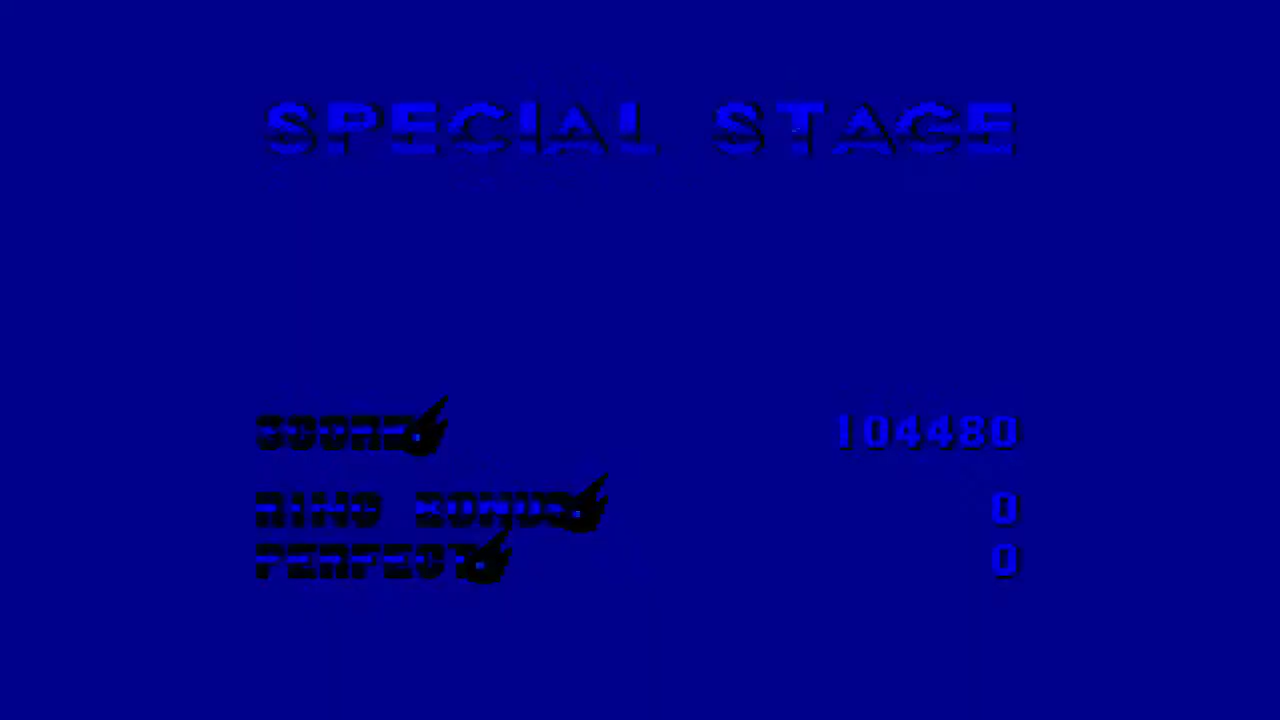 SPECIAL STAGE
SCORE 104480
RING BONUS 0
PERFECT 0